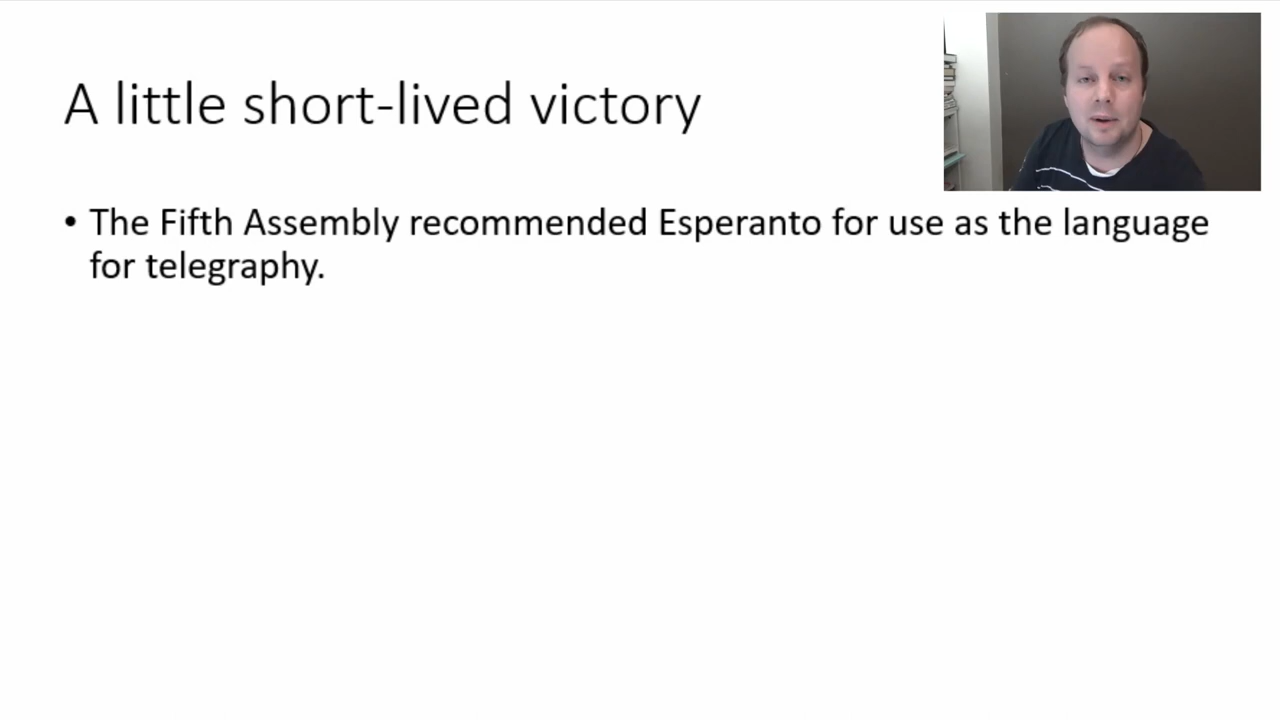 A little short-lived victory
• The Fifth Assembly recommended Esperanto for use as the language
for telegraphy.